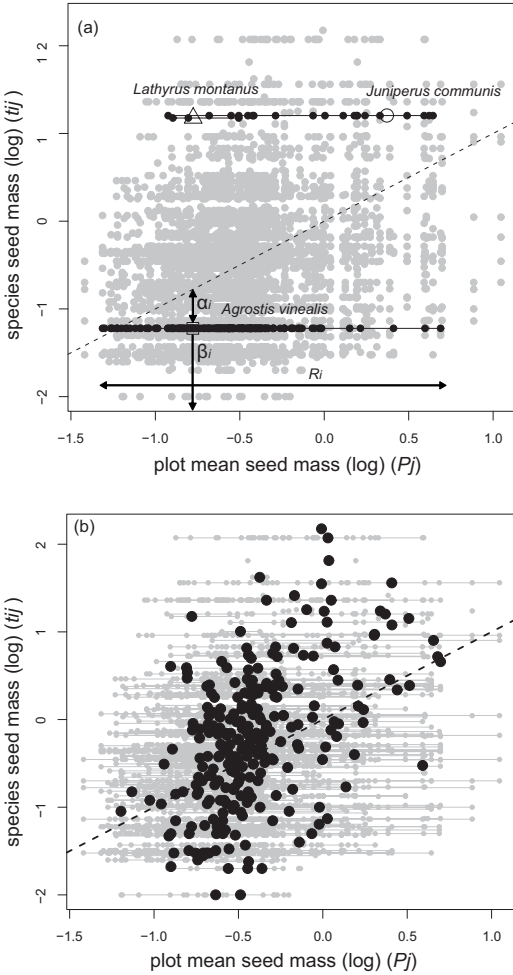 (a)
2
1
0
-1
-2
species seed mass (log) (tij)
Lathyrus montanus
Juniperus communis
αi
Agrostis vinealis
βi
Ri
-1.5 -1.0 -0.5 0.0 0.5 1.0
plot mean seed mass (log) (Pj)
(b)
2
1
0
-1
-2
species seed mass (log) (tij)
-1.5 -1.0 -0.5 0.0 0.5 1.0
plot mean seed mass (log) (Pj)